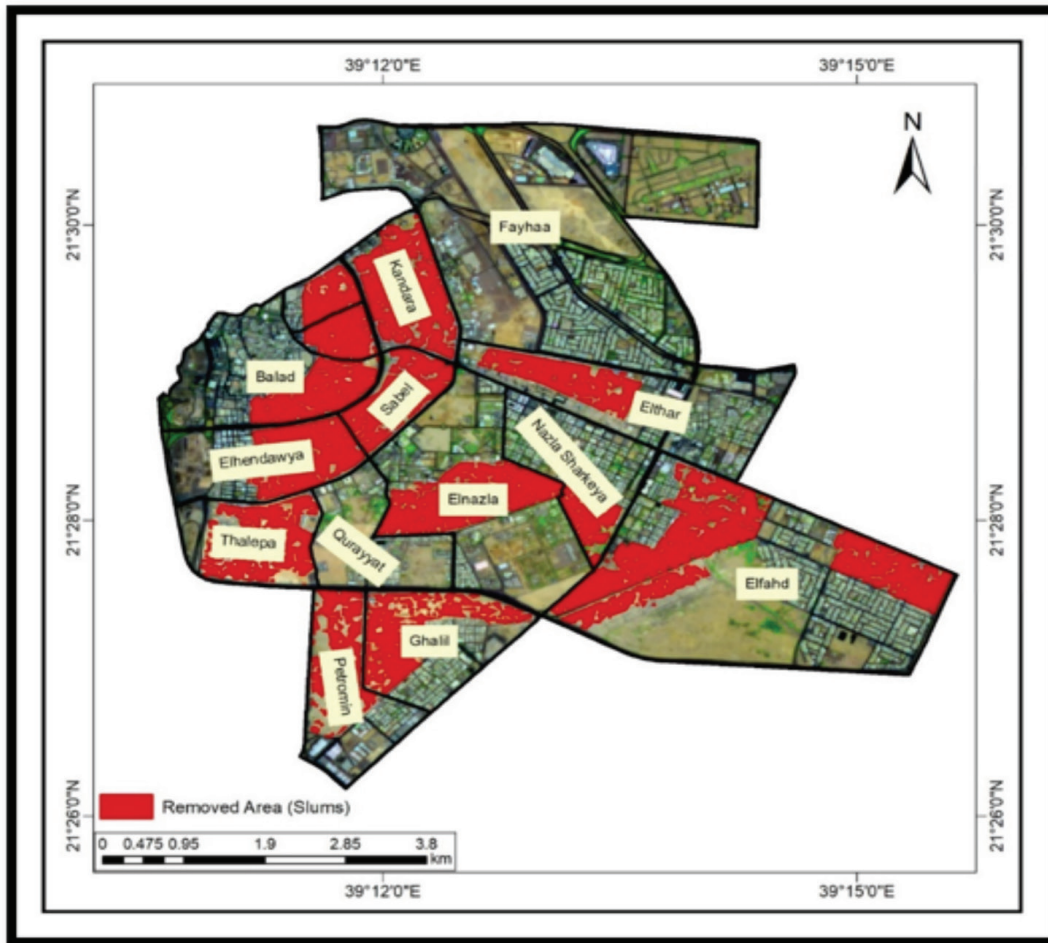 39°12'0"E
39°15'0"E
N
21°30'0"N
21°30'0"N
Fayhaa
Kandara
Balad
Sabel
Elthar
Nazla Sharkeya
Elhendawya
Elnazla
21°28'0"N
21°28'0"N
Thalepa
Qurayyat
Elfahd
Ghalil
Petromin
Removed Area (Slums)
21°26'0"N
21°26'0"N
0 0.475 0.95 1.9 2.85 3.8
km
39°12'0"E
39°15'0"E